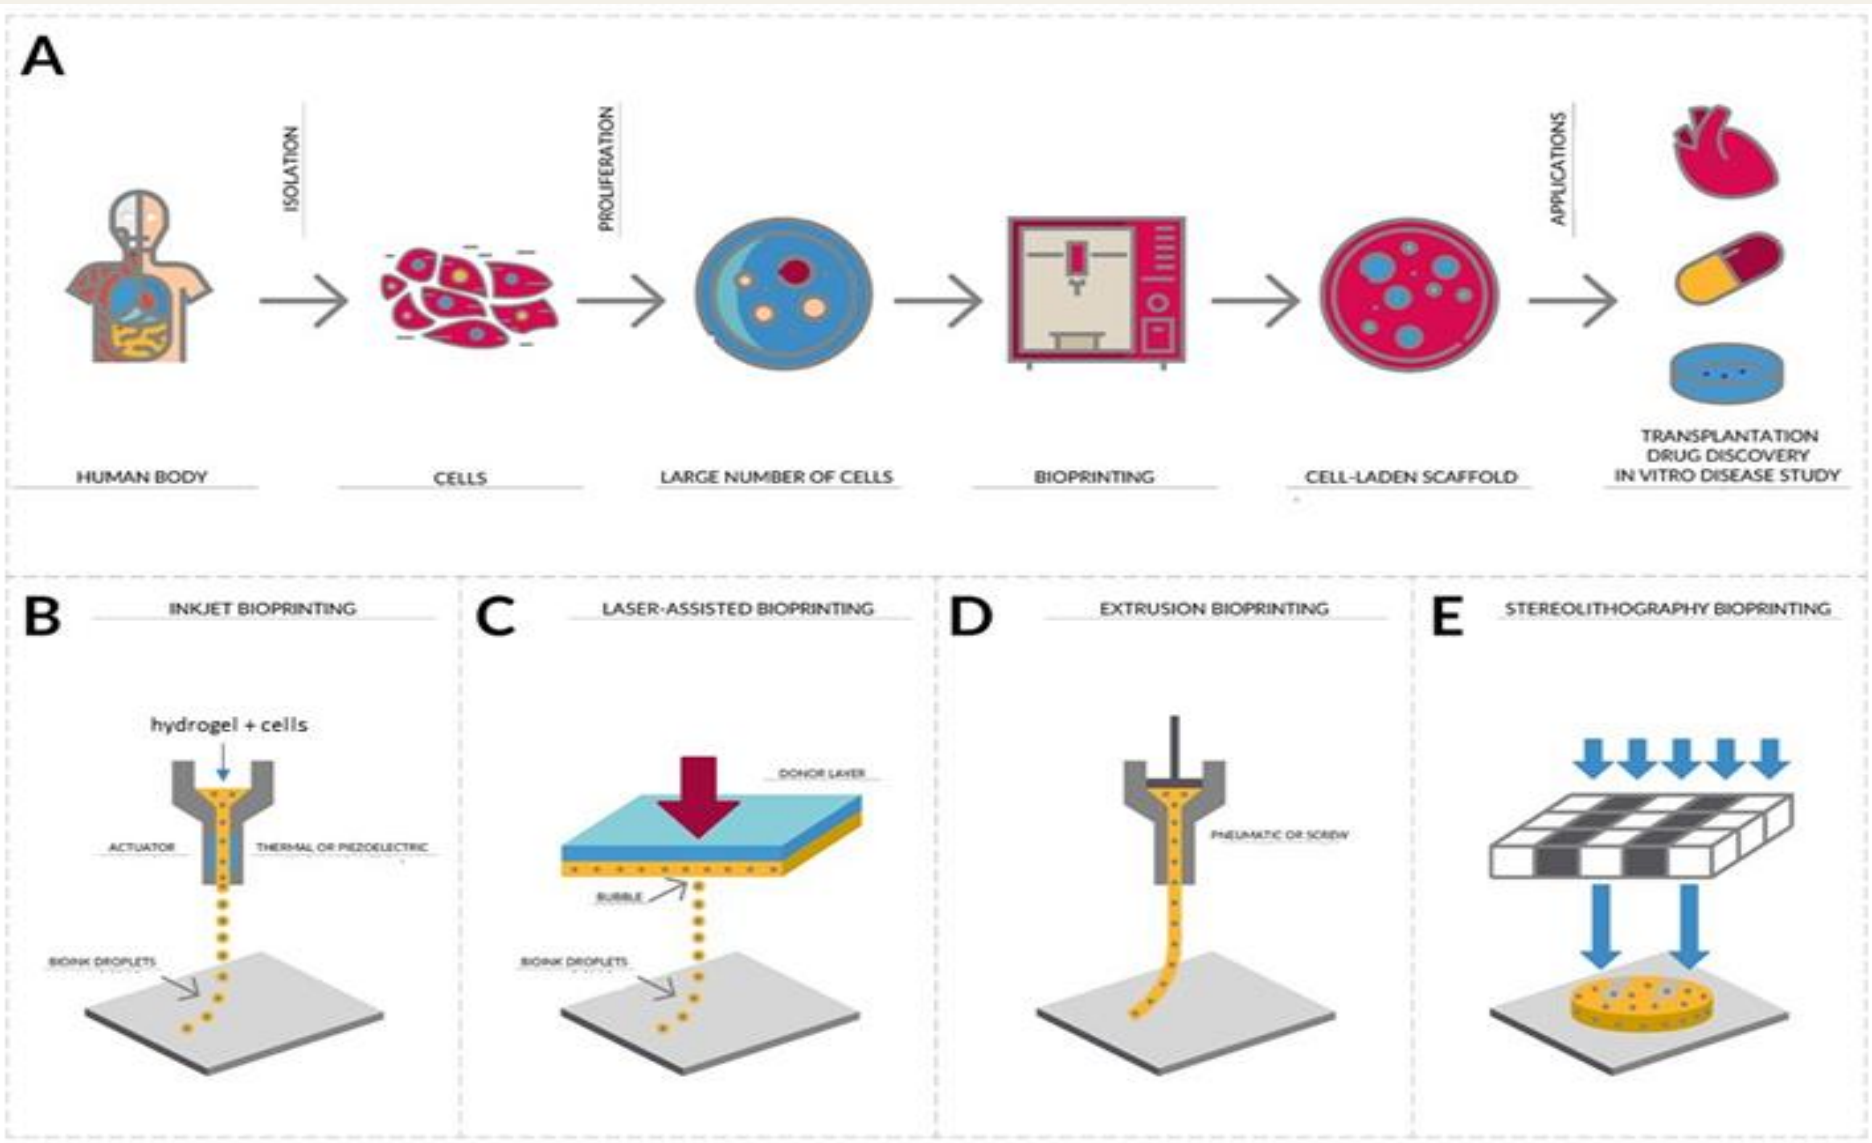 A
ISOLATION
PROLIFERATION
APPLICATIONS
HUMAN BODY
CELLS
LARGE NUMBER OF CELLS
BIOPRINTING
CELL-LADEN SCAFFOLD
TRANSPLANTATION
DRUG DISCOVERY
IN VITRO DISEASE STUDY
B
INKJET BIOPRINTING
hydrogel + cells
ACTUATOR
THERMAL OR PIEZOELECTRIC
BIOINK DROPLETS
C
LASER-ASSISTED BIOPRINTING
DONOR LAYER
BUBBLE
BIOINK DROPLETS
D
EXTRUSION BIOPRINTING
PNEUMATIC OR SCREW
E
STEREOLITHOGRAPHY BIOPRINTING